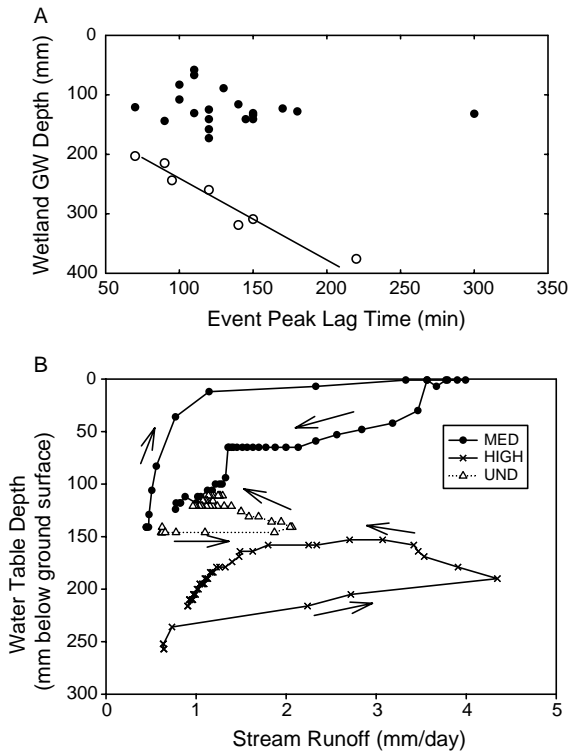 A
0
100
200
300
400
Wetland GW Depth (mm)
50 100 150 200 250 300 350
Event Peak Lag Time (min)
B
0
50
100
150
200
250
300
Water Table Depth
(mm below ground surface)
MED
HIGH
UND
0 1 2 3 4 5
Stream Runoff (mm/day)